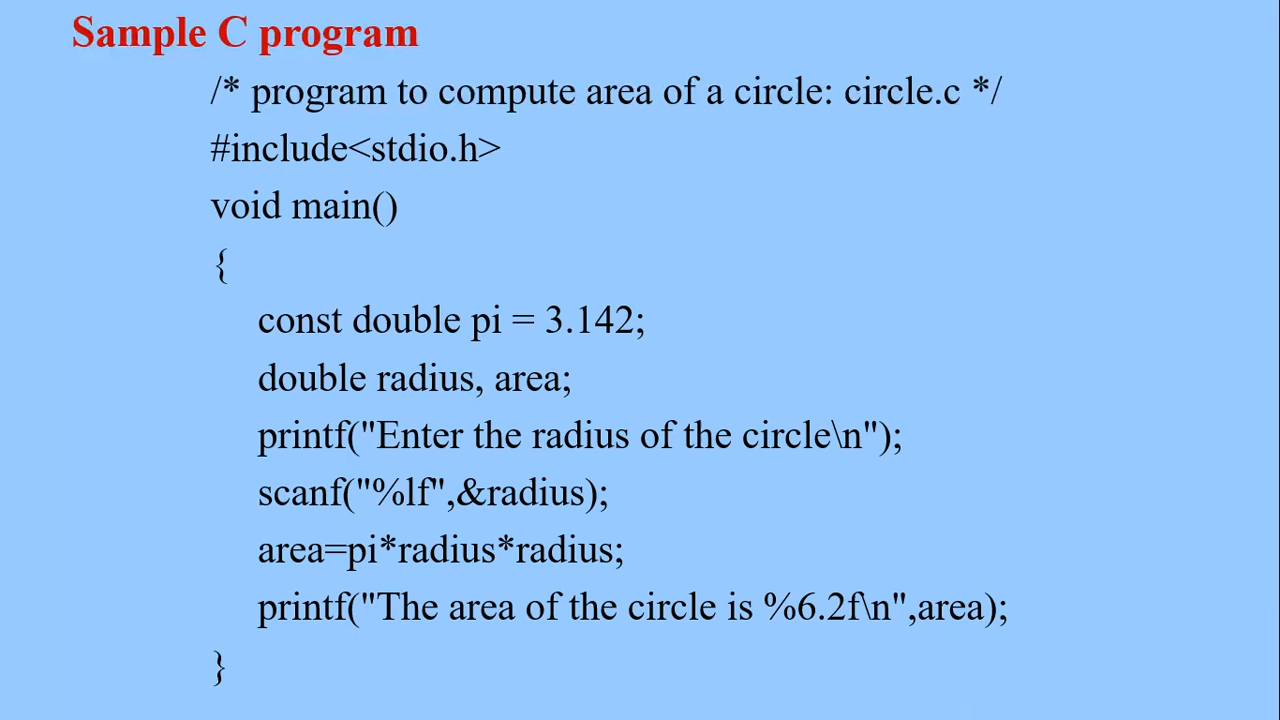 Sample C program
/* program to compute area of a circle: circle.c */
#include<stdio.h>
void main()
{
const double pi = 3.142;
double radius, area;
printf("Enter the radius of the circle\n");
scanf("%lf",&radius);
area=pi*radius*radius;
printf("The area of the circle is %6.2f\n",area);
}